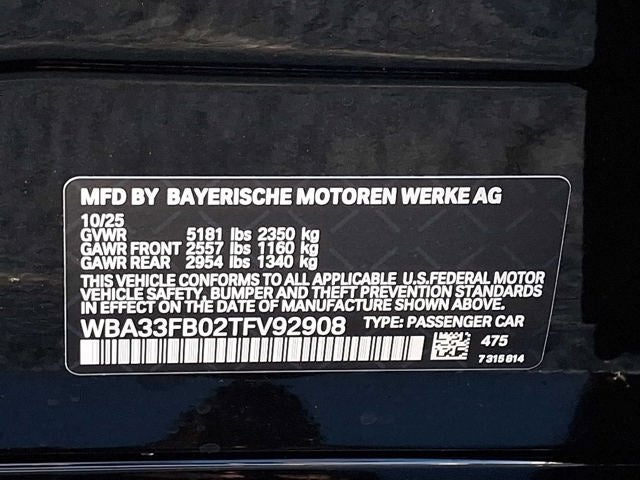 MFD BY BAYERISCHE MOTOREN WERKE AG
10/25
GVWR 5181 lbs 2350 kg
GAWR FRONT 2557 lbs 1160 kg
GAWR REAR 2954 lbs 1340 kg
THIS VEHICLE CONFORMS TO ALL APPLICABLE U.S.FEDERAL MOTOR
VEHICLE SAFETY, BUMPER AND THEFT PREVENTION STANDARDS
IN EFFECT ON THE DATE OF MANUFACTURE SHOWN ABOVE.
WBA33FB02TFV92908 TYPE: PASSENGER CAR
475
7 315 814